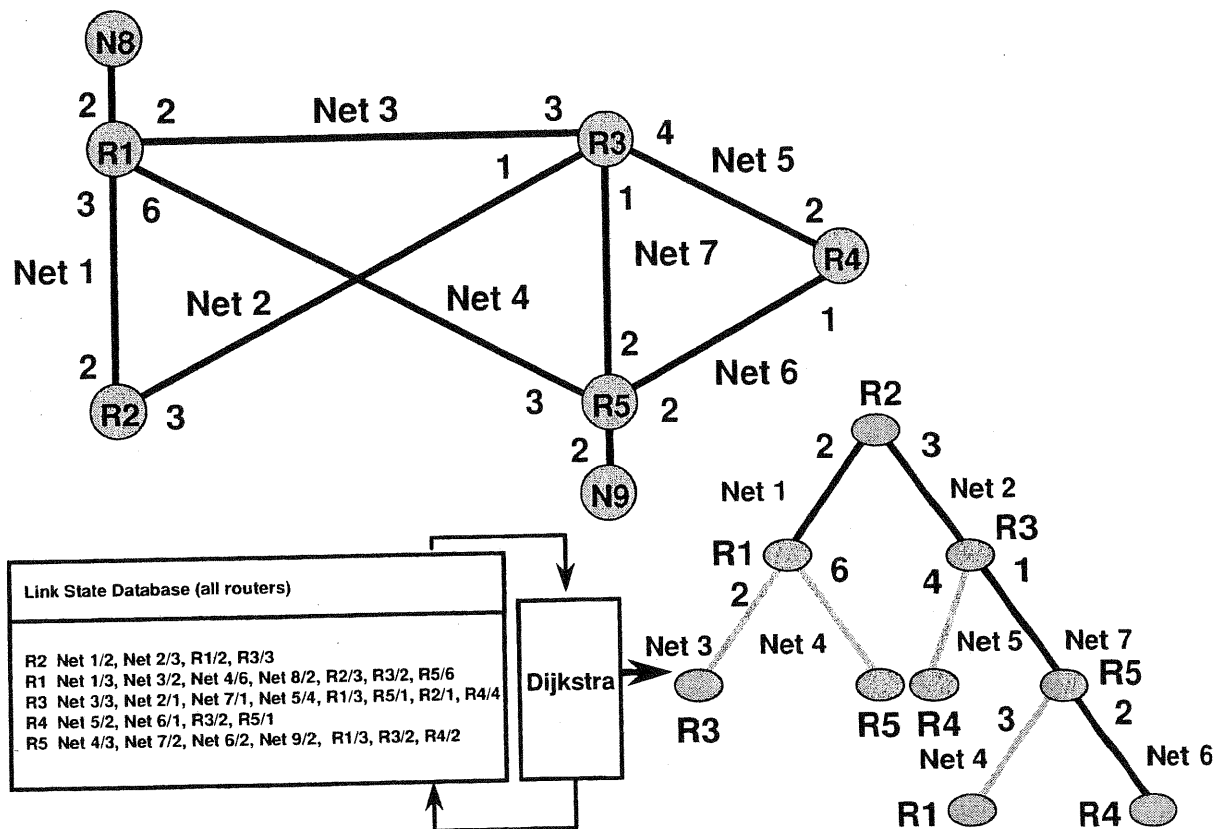 N8
2 2 Net 3 3
R1 R3 4
3 6 1 1 Net 5
2
Net 1 Net 7 R4
Net 2 Net 4 1
2 2 Net 6
R2 3 3 R5 2
2
N9
R2
2 3
Net 1 Net 2
R1 R3
2 6 4 1
Net 3 Net 4 Net 5 Net 7
R3 R5 R4 R5
3 2
Net 4 Net 6
R1 R4
Link State Database (all routers)
R2 Net 1/2, Net 2/3, R1/2, R3/3
R1 Net 1/3, Net 3/2, Net 4/6, Net 8/2, R2/3, R3/2, R5/6
R3 Net 3/3, Net 2/1, Net 7/1, Net 5/4, R1/3, R5/1, R2/1, R4/4
R4 Net 5/2, Net 6/1, R3/2, R5/1
R5 Net 4/3, Net 7/2, Net 6/2, Net 9/2, R1/3, R3/2, R4/2
Dijkstra